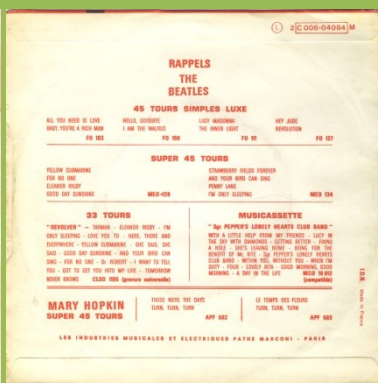 L 2C 006-04084 M
RAPPELS
THE
BEATLES
45 TOURS SIMPLES LUXE
ALL YOU NEED IS LOVE
BABY, YOU'RE A RICH MAN
FO 103
HELLO, GOODBYE
I AM THE WALRUS
FO 106
LADY MADONNA
THE INNER LIGHT
FO 111
HEY JUDE
REVOLUTION
FO 127
SUPER 45 TOURS
YELLOW SUBMARINE
FOR NO ONE
ELEANOR RIGBY
GOOD DAY SUNSHINE
MEO 126
STRAWBERRY FIELDS FOREVER
AND YOUR BIRD CAN SING
PENNY LANE
I'M ONLY SLEEPING
MEO 134
33 TOURS
"REVOLVER" - TAXMAN - ELEANOR RIGBY - I'M
ONLY SLEEPING - LOVE YOU TO - HERE, THERE AND
EVERYWHERE - YELLOW SUBMARINE - SHE SAID, SHE
SAID - GOOD DAY SUNSHINE - AND YOUR BIRD CAN
SING - FOR NO ONE - Dr. ROBERT - I WANT TO TELL
YOU - GOT TO GET YOU INTO MY LIFE - TOMORROW
NEVER KNOWS (gravure universelle)
MUSICASSETTE
"Sgt PEPPER'S LONELY HEARTS CLUB BAND"
WITH A LITTLE HELP FROM MY FRIENDS - LUCY IN
THE SKY WITH DIAMONDS - GETTING BETTER - FIXING
A HOLE - SHE'S LEAVING HOME - BEING FOR THE
BENEFIT OF Mr. KITE - Sgt PEPPER'S LONELY HEARTS
CLUB BAND - WITHIN YOU, WITHOUT YOU - WHEN I'M
SIXTY - FOUR - LOVELY RITA - GOOD MORNING, GOOD
MORNING - A DAY IN THE LIFE
(compatible)
MARY HOPKIN
SUPER 45 TOURS
THOSE WERE THE DAYS
TURN, TURN, TURN
APF 502
LE TEMPS DES FLEURS
TURN, TURN, TURN
APF 503
Made in France
LES INDUSTRIES MUSICALES ET ELECTRIQUES PATHE MARCONI - PARIS